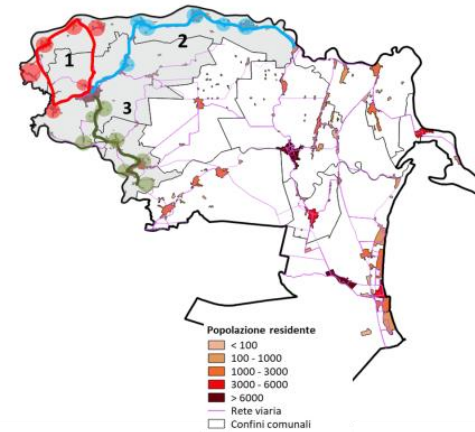 1
2
3
Popolazione residente
< 100
100 - 1000
1000 - 3000
3000 - 6000
> 6000
Rete viaria
Confini comunali